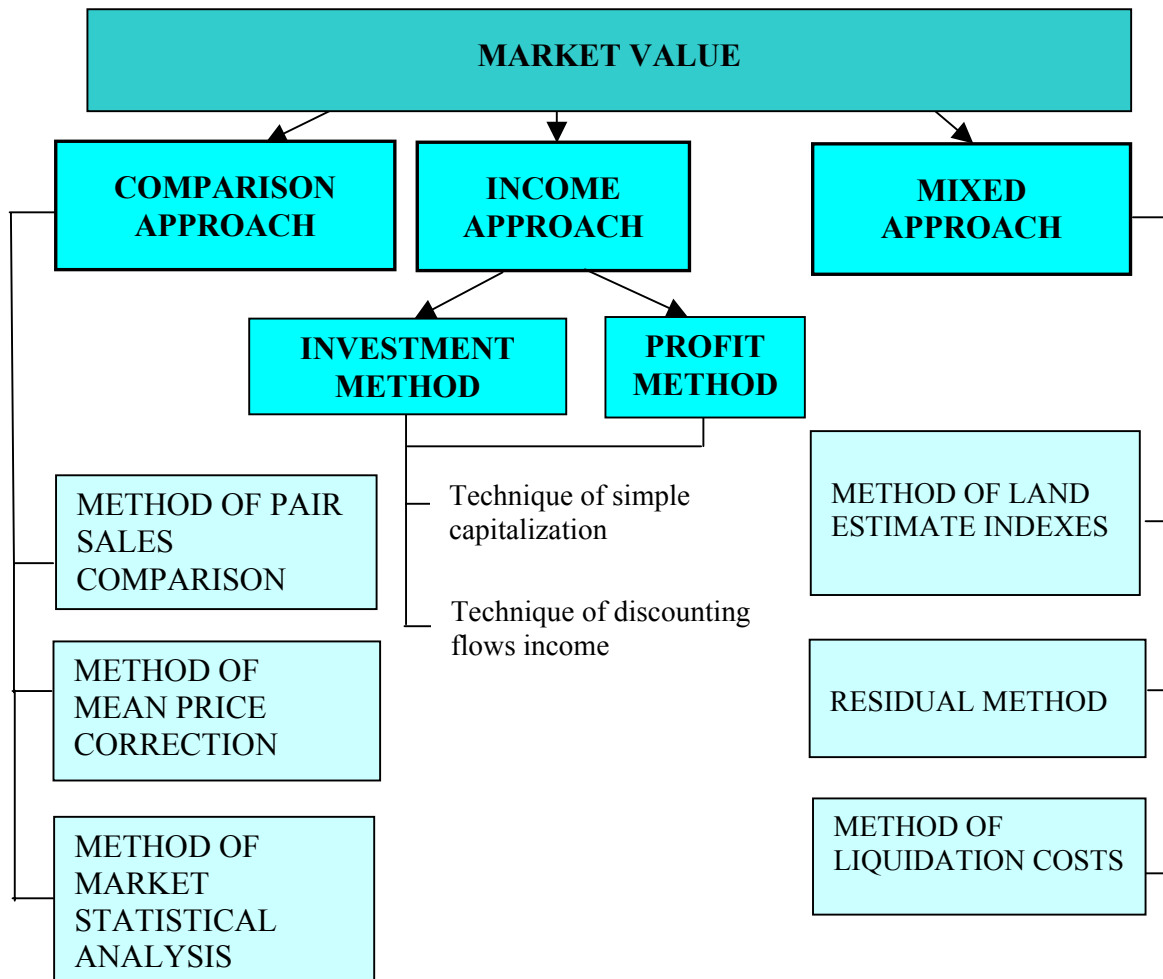 MARKET VALUE
COMPARISON
APPROACH
INCOME
APPROACH
MIXED
APPROACH
INVESTMENT
METHOD
PROFIT
METHOD
METHOD OF PAIR
SALES
COMPARISON
METHOD OF
MEAN PRICE
CORRECTION
METHOD OF
MARKET
STATISTICAL
ANALYSIS
Technique of simple
capitalization
Technique of discounting
flows income
METHOD OF LAND
ESTIMATE INDEXES
RESIDUAL METHOD
METHOD OF
LIQUIDATION COSTS